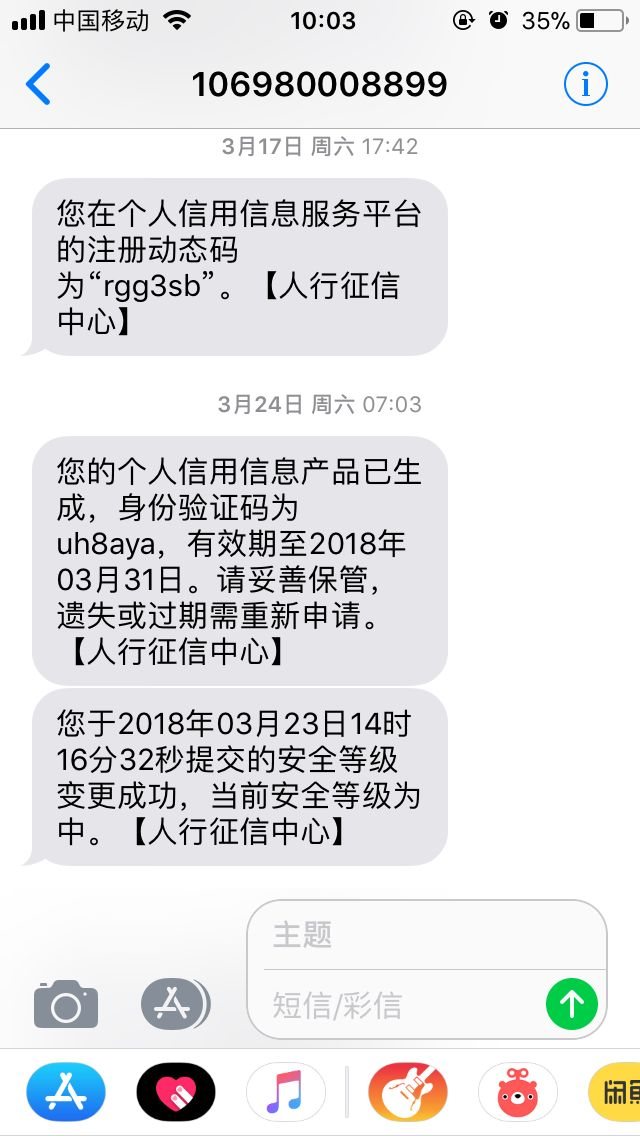 中国移动 10:03 35%
106980008899
3月17日 周六 17:42
您在个人信用信息服务平台
的注册动态码
为“rgg3sb”。【人行征信
中心】
3月24日 周六 07:03
您的个人信用信息产品已生
成，身份验证码为
uh8aya，有效期至2018年
03月31日。请妥善保管，
遗失或过期需重新申请。
【人行征信中心】
您于2018年03月23日14时
16分32秒提交的安全等级
变更成功，当前安全等级为
中。【人行征信中心】
主题
短信/彩信